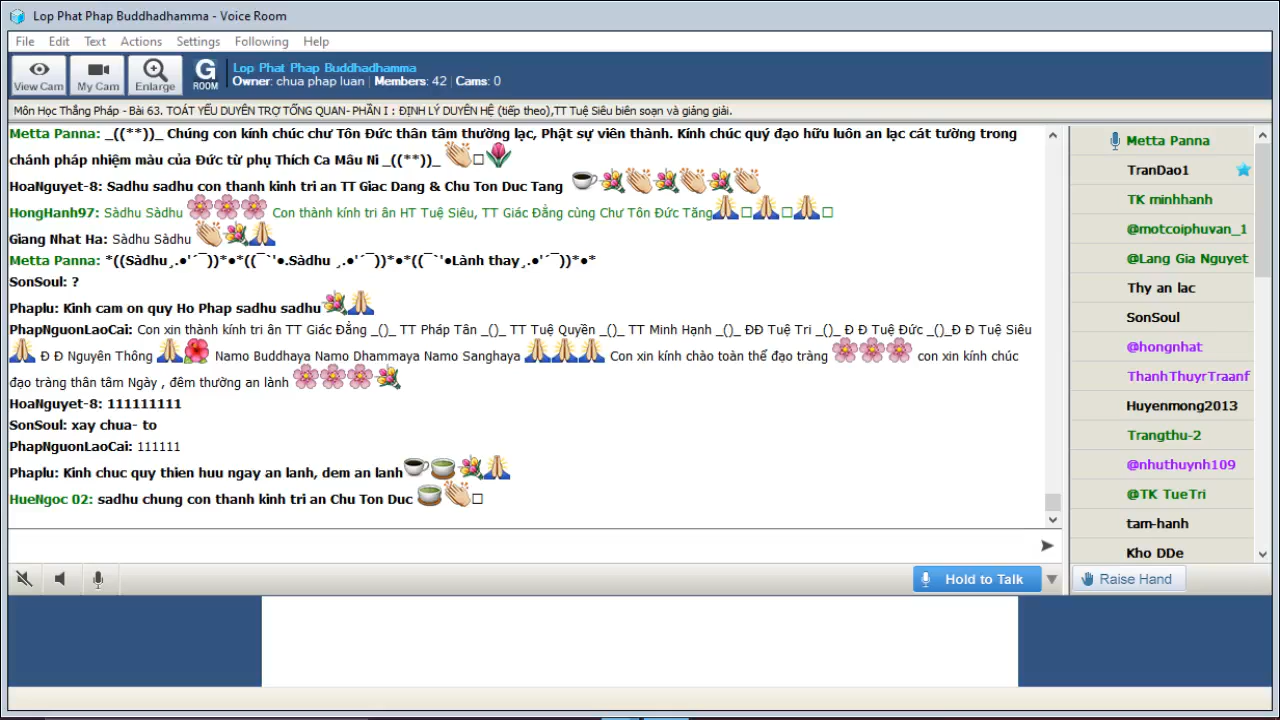 Lop Phat Phap Buddhadhamma - Voice Room
File Edit Text Actions Settings Following Help
View Cam My Cam Enlarge G ROOM
Lop Phat Phap Buddhadhamma
Owner: chua phap luan | Members: 42 | Cams: 0
Môn Học Thắng Pháp - Bài 63. TOÁT YẾU DUYÊN TRỢ TỔNG QUAN- PHẦN I : ĐỊNH LÝ DUYÊN HỆ (tiếp theo),TT Tuệ Siêu biên soạn và giảng giải.
Metta Panna: _((**))_ Chúng con kính chúc chư Tôn Đức thân tâm thường lạc, Phật sự viên thành. Kính chúc quý đạo hữu luôn an lạc cát tường trong
chánh pháp nhiệm màu của Đức từ phụ Thích Ca Mâu Ni _((**))_
HoaNguyet-8: Sadhu sadhu con thanh kinh tri an TT Giac Dang & Chu Ton Duc Tang
HongHanh97: Sàdhu Sàdhu Con thành kính tri ân HT Tuệ Siêu, TT Giác Đẳng cùng Chư Tôn Đức Tăng
Giang Nhat Ha: Sàdhu Sàdhu
Metta Panna: *((Sàdhu¸.●'´¯))*●*((¯`'●.Sàdhu ¸.●'´¯))*●*((¯`'●Lành thay¸.●'´¯))*●*
SonSoul: ?
Phaplu: Kinh cam on quy Ho Phap sadhu sadhu
PhapNguonLaoCai: Con xin thành kính tri ân TT Giác Đẳng _()_ TT Pháp Tân _()_ TT Tuệ Quyền _()_ TT Minh Hạnh _()_ ĐĐ Tuệ Tri _()_ Đ Đ Tuệ Đức _()_Đ Đ Tuệ Siêu
Đ Đ Nguyên Thông Namo Buddhaya Namo Dhammaya Namo Sanghaya Con xin kính chào toàn thể đạo tràng con xin kính chúc
đạo tràng thân tâm Ngày , đêm thường an lành
HoaNguyet-8: 111111111
SonSoul: xay chua- to
PhapNguonLaoCai: 111111
Phaplu: Kinh chuc quy thien huu ngay an lanh, dem an lanh
HueNgoc 02: sadhu chung con thanh kinh tri an Chu Ton Duc
Metta Panna
TranDao1
TK minhhanh
@motcoiphuvan_1
@Lang Gia Nguyet
Thy an lac
SonSoul
@hongnhat
ThanhThuyrTraanf
Huyenmong2013
Trangthu-2
@nhuthuynh109
@TK TueTri
tam-hanh
Kho DDe
Hold to Talk
Raise Hand